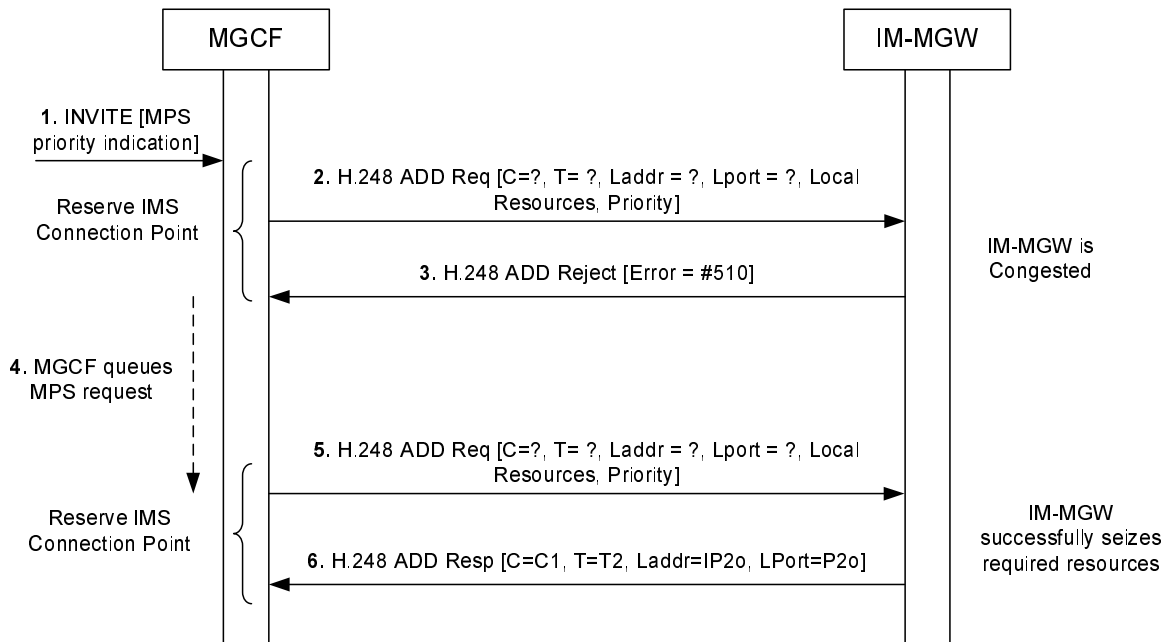 MGCF
IM-MGW
1. INVITE [MPS
priority indication]
2. H.248 ADD Req [C=?, T= ?, Laddr = ?, Lport = ?, Local
Resources, Priority]
Reserve IMS
Connection Point
IM-MGW is
Congested
3. H.248 ADD Reject [Error = #510]
4. MGCF queues
MPS request
5. H.248 ADD Req [C=?, T= ?, Laddr = ?, Lport = ?, Local
Resources, Priority]
Reserve IMS
Connection Point
IM-MGW
successfully seizes
required resources
6. H.248 ADD Resp [C=C1, T=T2, Laddr=IP2o, LPort=P2o]